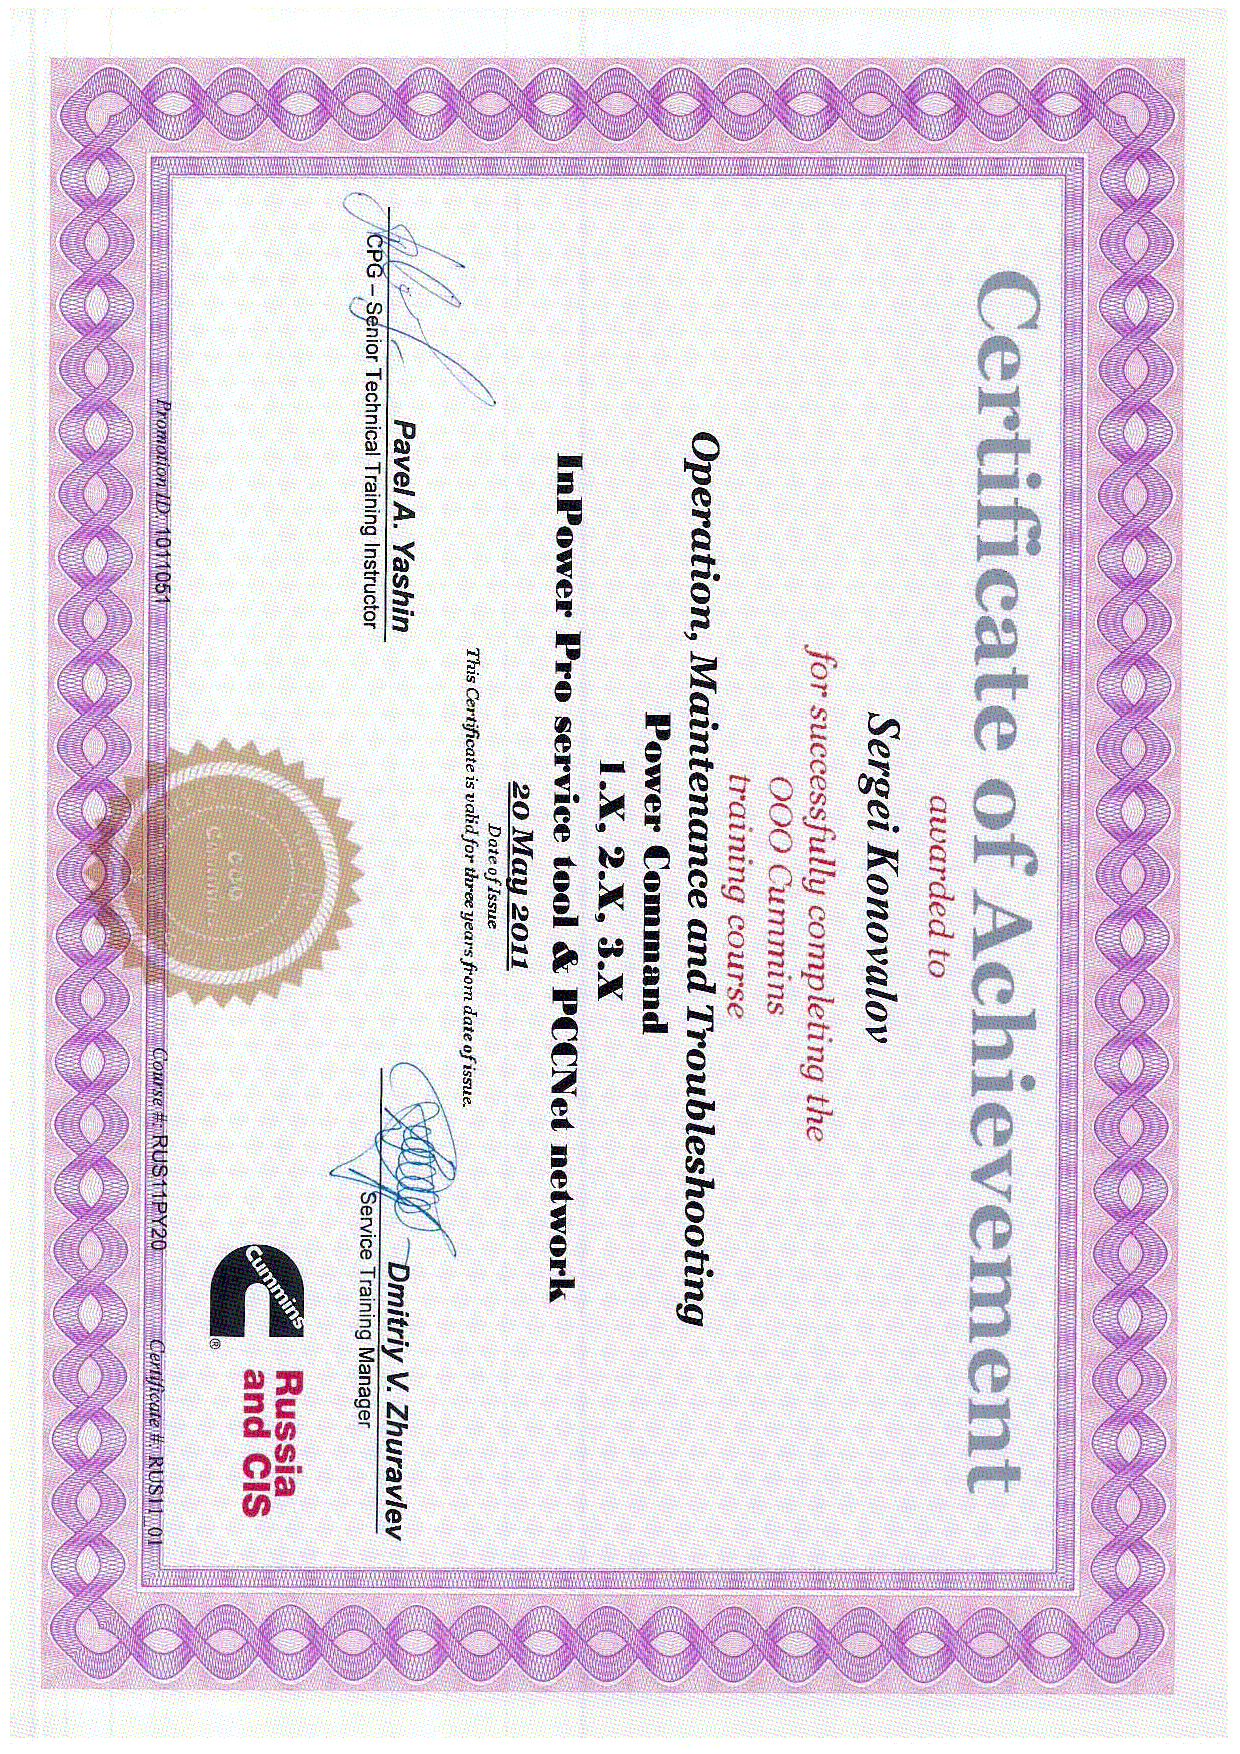 Certificate of Achievement
awarded to
Sergei Konovalov
for successfully completing the
OOO Cummins
training course
Operation, Maintenance and Troubleshooting
Power Command
1.X, 2.X, 3.X
InPower Pro service tool & PCCNet network
20 May 2011
Date of Issue
This Certificate is valid for three years from date of issue.
Pavel A. Yashin
CPG – Senior Technical Training Instructor
Dmitriy V. Zhuravlev
Service Training Manager
Cummins ®
Russia
and CIS
Promotion ID: 1011051
Course #: RUS11PY20
Certificate #: RUS11_01